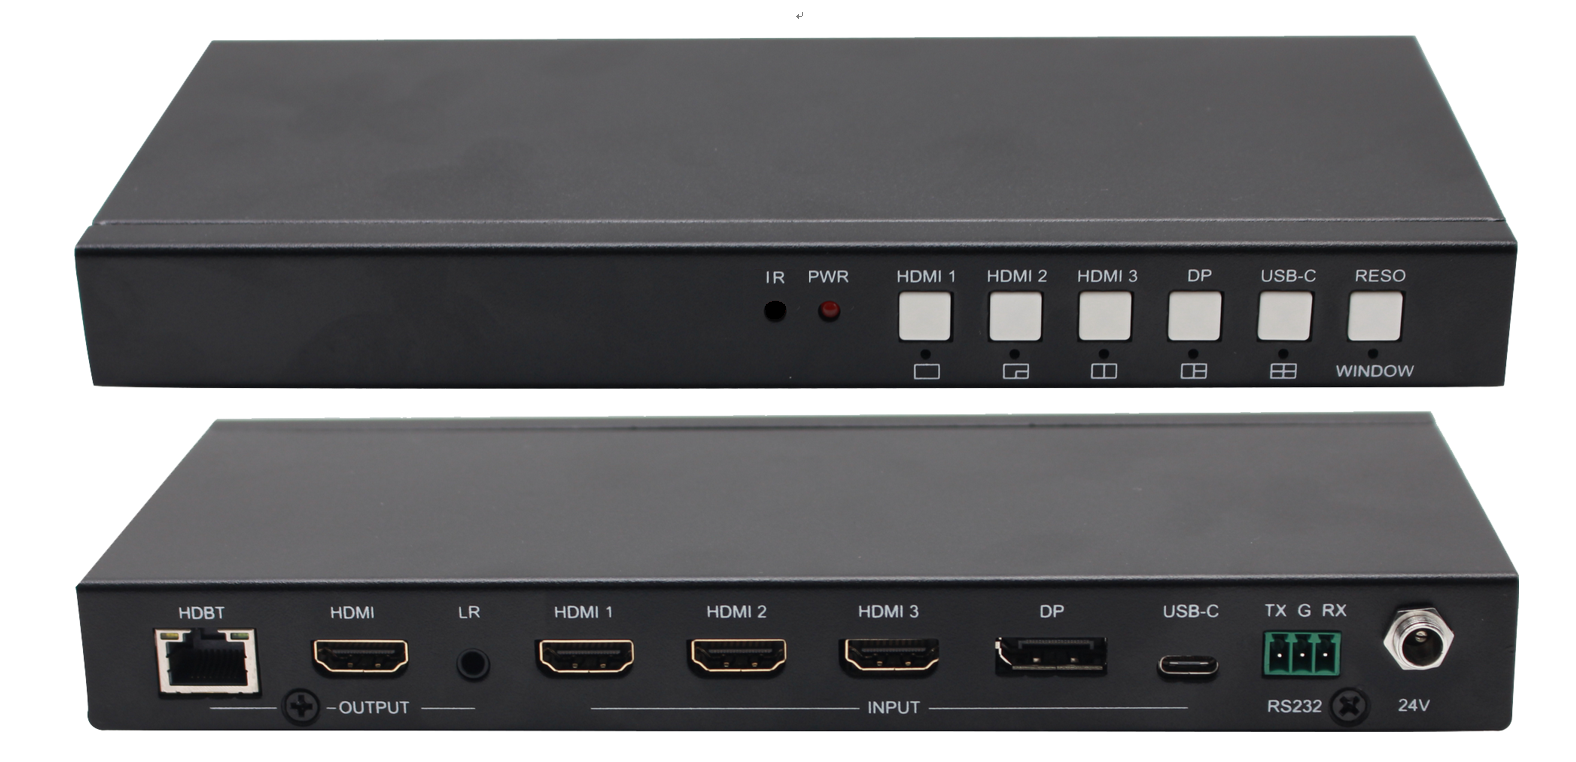 IR PWR HDMI 1 HDMI 2 HDMI 3 DP USB-C RESO
WINDOW
HDBT HDMI LR HDMI 1 HDMI 2 HDMI 3 DP USB-C TX G RX
OUTPUT INPUT RS232 24V